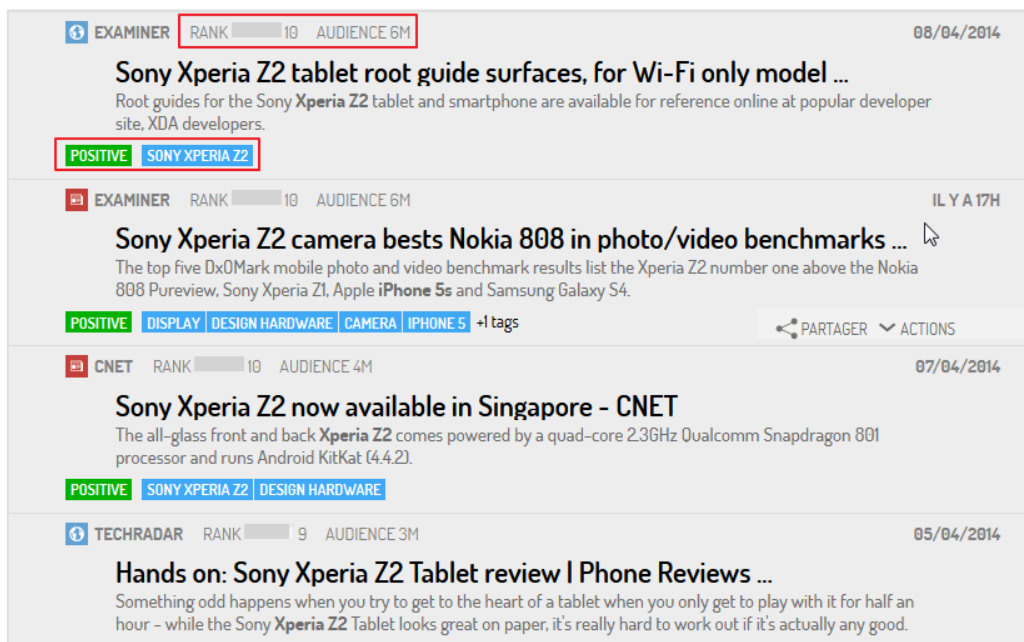 EXAMINER RANK 10 AUDIENCE 6M 08/04/2014
Sony Xperia Z2 tablet root guide surfaces, for Wi-Fi only model ...
Root guides for the Sony Xperia Z2 tablet and smartphone are available for reference online at popular developer
site, XDA developers.
POSITIVE SONY XPERIA Z2
EXAMINER RANK 10 AUDIENCE 6M IL Y A 17H
Sony Xperia Z2 camera bests Nokia 808 in photo/video benchmarks ...
The top five DxOMark mobile photo and video benchmark results list the Xperia Z2 number one above the Nokia
808 Pureview, Sony Xperia Z1, Apple iPhone 5s and Samsung Galaxy S4.
POSITIVE DISPLAY DESIGN HARDWARE CAMERA IPHONE 5 +1 tags
PARTAGER ACTIONS
CNET RANK 10 AUDIENCE 4M 07/04/2014
Sony Xperia Z2 now available in Singapore - CNET
The all-glass front and back Xperia Z2 comes powered by a quad-core 2.3GHz Qualcomm Snapdragon 801
processor and runs Android KitKat (4.4.2).
POSITIVE SONY XPERIA Z2 DESIGN HARDWARE
TECHRADAR RANK 9 AUDIENCE 3M 05/04/2014
Hands on: Sony Xperia Z2 Tablet review | Phone Reviews ...
Something odd happens when you try to get to the heart of a tablet when you only get to play with it for half an
hour - while the Sony Xperia Z2 Tablet looks great on paper, it's really hard to work out if it's actually any good.